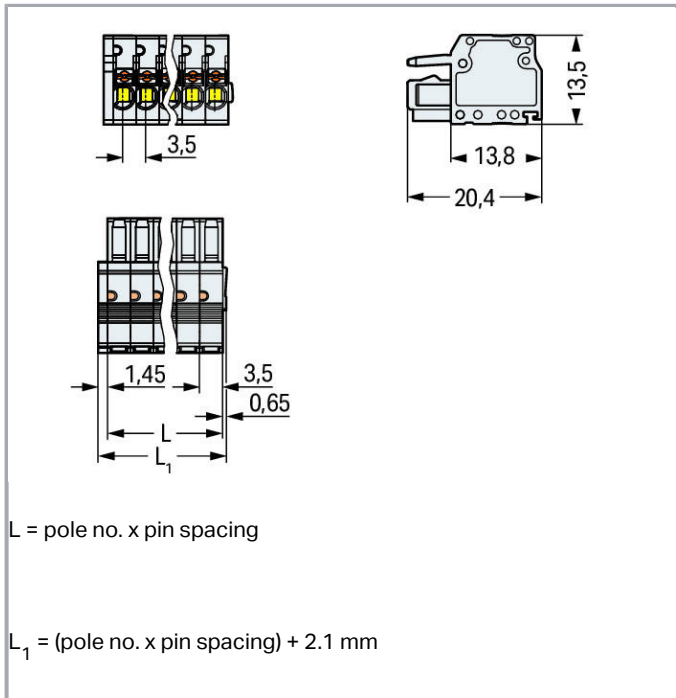 3,5
13,5
13,8
20,4
1,45
3,5
0,65
L
L₁
L = pole no. x pin spacing
L₁ = (pole no. x pin spacing) + 2.1 mm